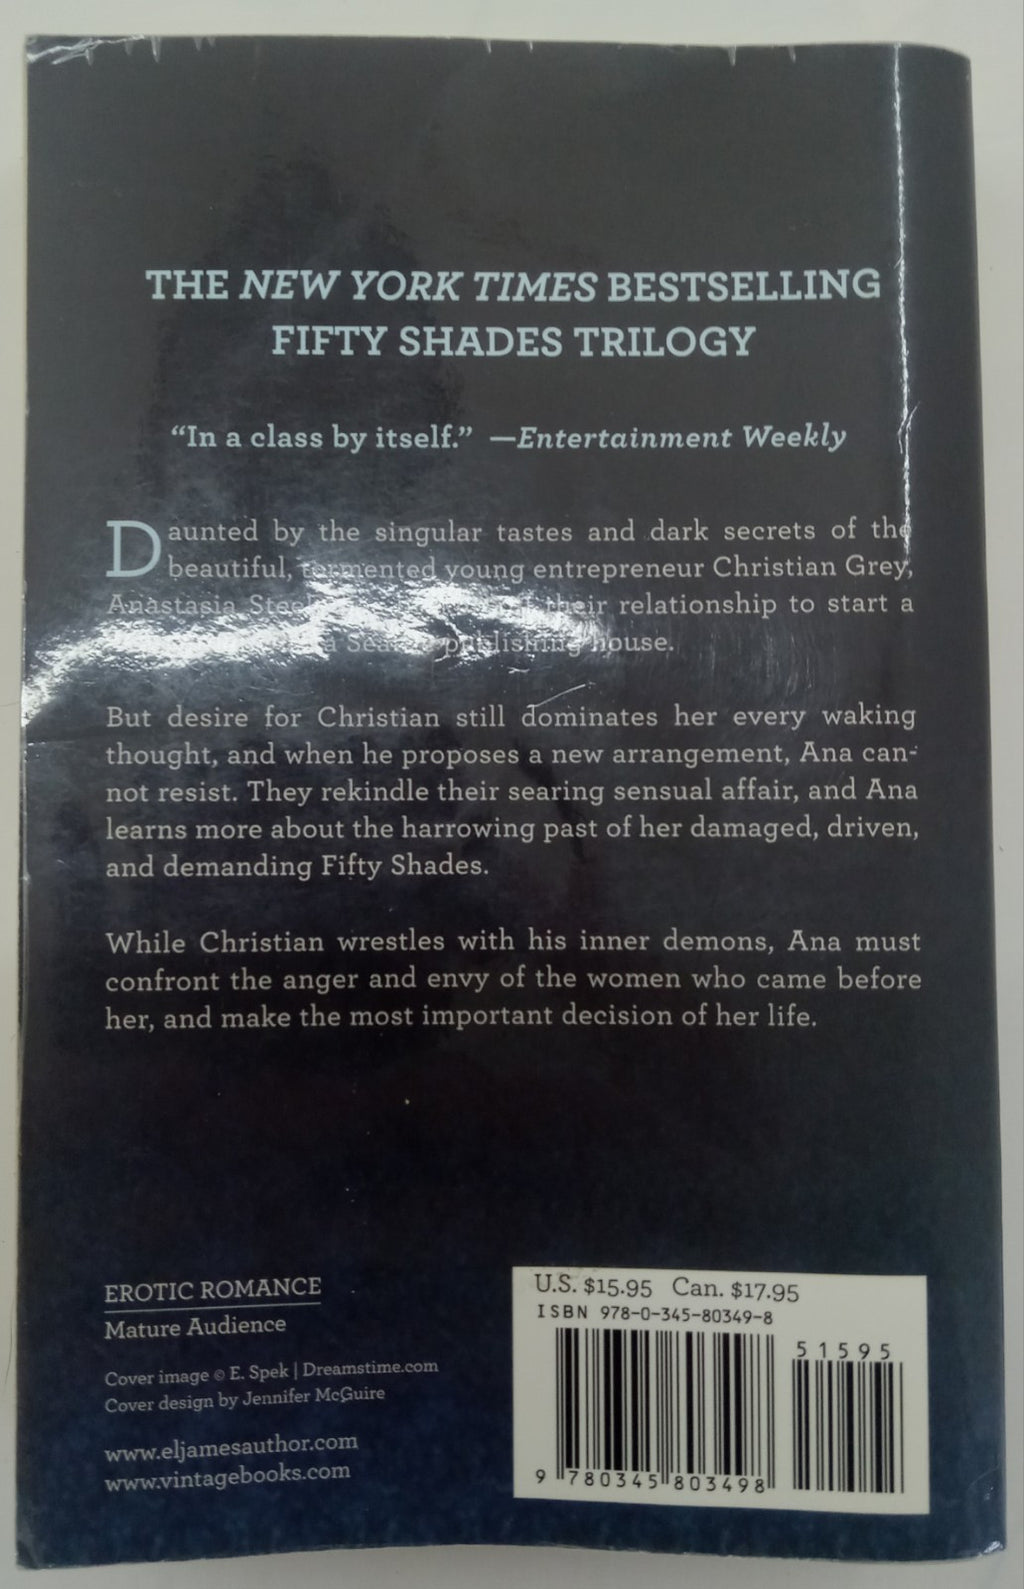 THE NEW YORK TIMES BESTSELLING
FIFTY SHADES TRILOGY
“In a class by itself.” —Entertainment Weekly
Daunted by the singular tastes and dark secrets of the
beautiful, tormented young entrepreneur Christian Grey,
Anastasia their relationship to start a
a publishing house.
But desire for Christian still dominates her every waking
thought, and when he proposes a new arrangement, Ana can-
not resist. They rekindle their searing sensual affair, and Ana
learns more about the harrowing past of her damaged, driven,
and demanding Fifty Shades.
While Christian wrestles with his inner demons, Ana must
confront the anger and envy of the women who came before
her, and make the most important decision of her life.
EROTIC ROMANCE
Mature Audience
Cover image © E. Spek | Dreamstime.com
Cover design by Jennifer McGuire
www.eljamesauthor.com
www.vintagebooks.com
U.S. $15.95 Can. $17.95
ISBN 978-0-345-80349-8
51595
9 780345 803498